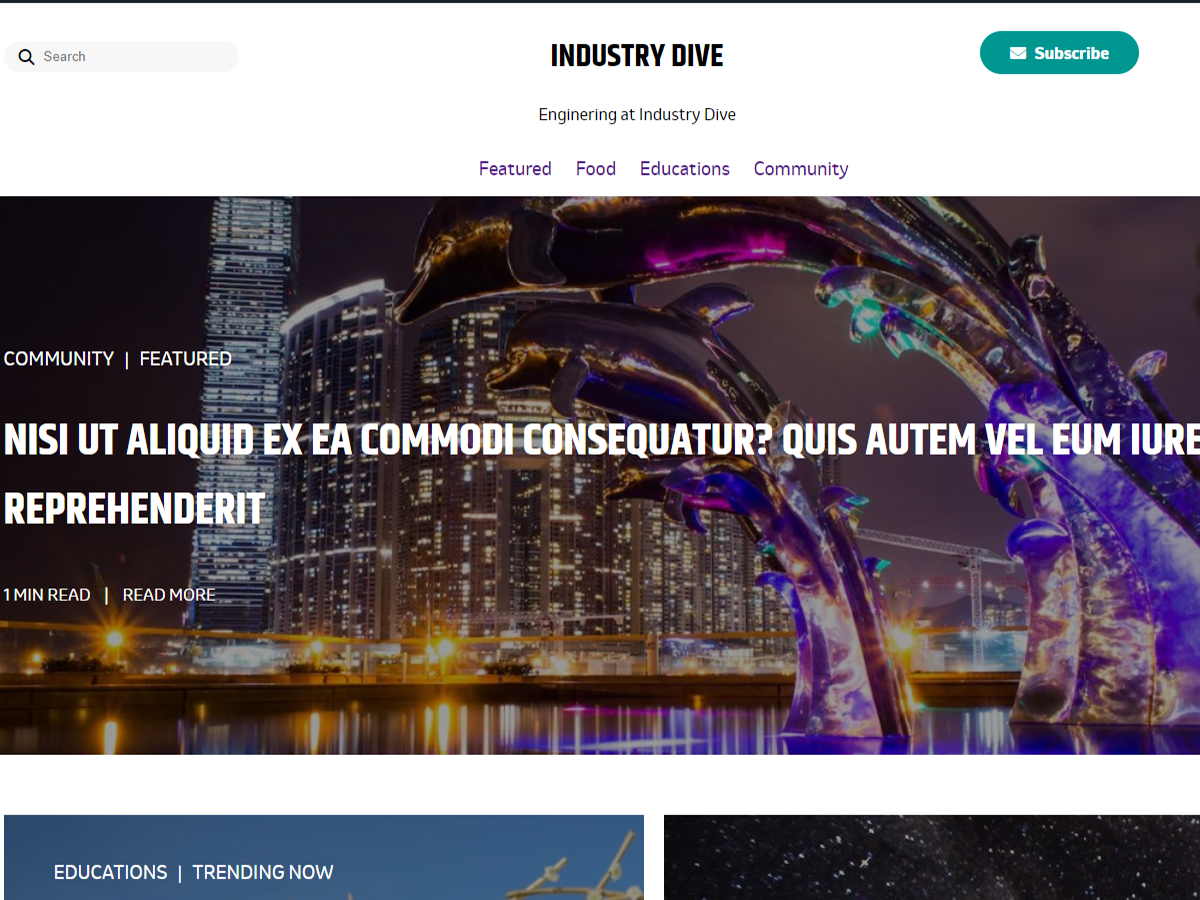 Search
INDUSTRY DIVE
Subscribe
Enginering at Industry Dive
Featured Food Educations Community
COMMUNITY | FEATURED
NISI UT ALIQUID EX EA COMMODI CONSEQUATUR? QUIS AUTEM VEL EUM IURE
REPREHENDERIT
1 MIN READ | READ MORE
EDUCATIONS | TRENDING NOW